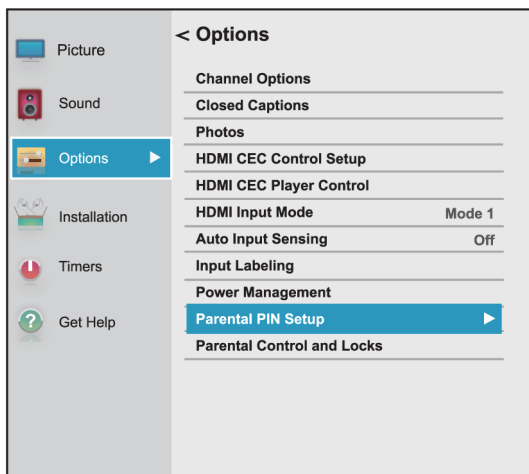 Picture
Sound
Options
Installation
Timers
Get Help
< Options
Channel Options
Closed Captions
Photos
HDMI CEC Control Setup
HDMI CEC Player Control
HDMI Input Mode Mode 1
Auto Input Sensing Off
Input Labeling
Power Management
Parental PIN Setup
Parental Control and Locks